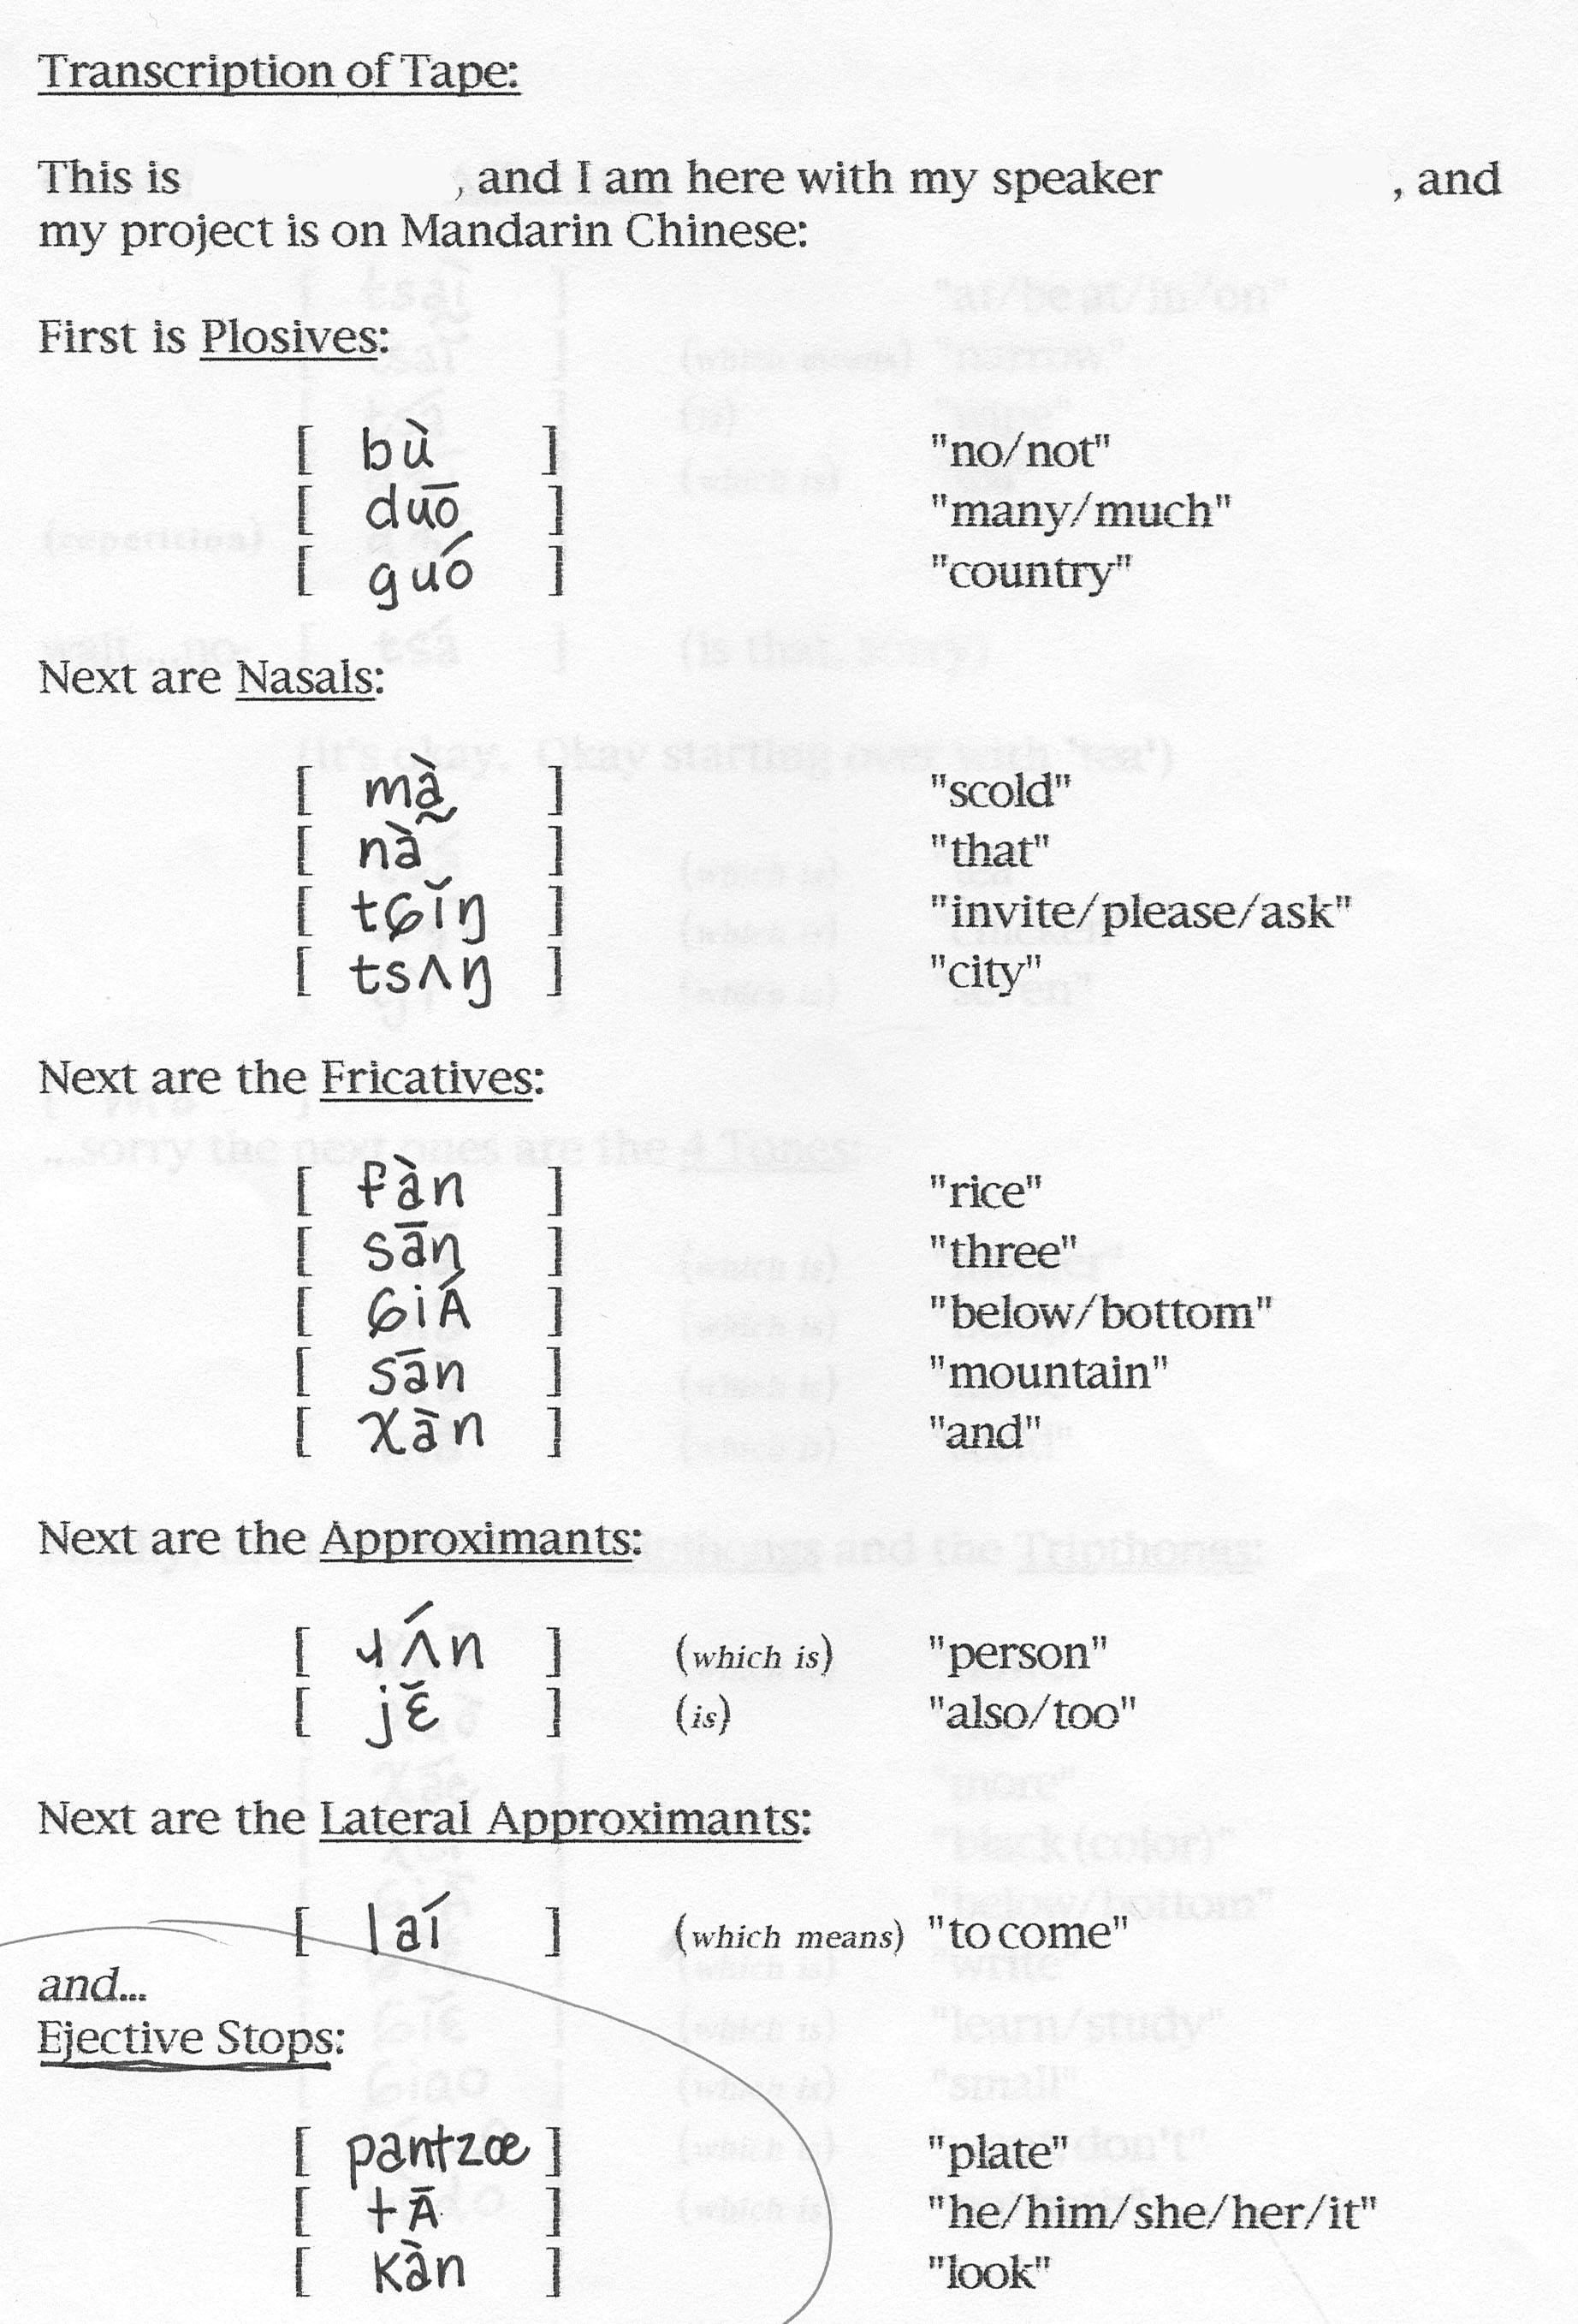 Transcription of Tape:
This is , and I am here with my speaker , and
my project is on Mandarin Chinese:
First is Plosives:
[ bù ] "no/not"
[ duō ] "many/much"
[ guó ] "country"
Next are Nasals:
[ mà ] "scold"
[ nà̃ ] "that"
[ tɕǐŋ ] "invite/please/ask"
[ tsʌŋ ] "city"
Next are the Fricatives:
[ fàn ] "rice"
[ sān ] "three"
[ ɕiÁ ] "below/bottom"
[ sān ] "mountain"
[ χàn ] "and"
Next are the Approximants:
[ ɻʌ́n ] (which is) "person"
[ jɛ̌ ] (is) "also/too"
Next are the Lateral Approximants:
[ laí ] (which means) "to come"
and...
Ejective Stops:
[ pantzœ ] "plate"
[ tĀ ] "he/him/she/her/it"
[ kàn ] "look"